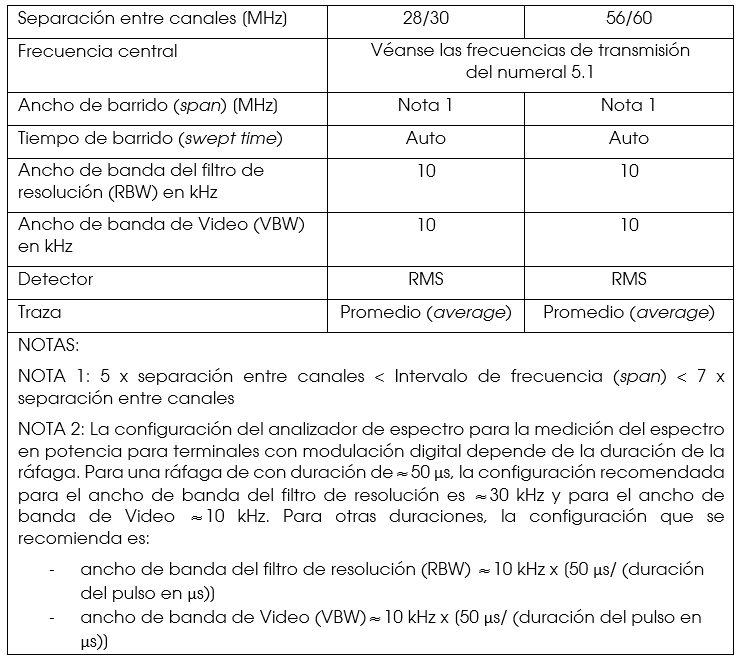 Separación entre canales (MHz) 28/30 56/60
Frecuencia central Véanse las frecuencias de transmisión
del numeral 5.1
Ancho de barrido (span) (MHz) Nota 1 Nota 1
Tiempo de barrido (swept time) Auto Auto
Ancho de banda del filtro de
resolución (RBW) en kHz 10 10
Ancho de banda de Video (VBW)
en kHz 10 10
Detector RMS RMS
Traza Promedio (average) Promedio (average)
NOTAS:
NOTA 1: 5 x separación entre canales < Intervalo de frecuencia (span) < 7 x
separación entre canales
NOTA 2: La configuración del analizador de espectro para la medición del espectro
en potencia para terminales con modulación digital depende de la duración de la
ráfaga. Para una ráfaga de con duración de ≈ 50 µs, la configuración recomendada
para el ancho de banda del filtro de resolución es ≈ 30 kHz y para el ancho de
banda de Video ≈ 10 kHz. Para otras duraciones, la configuración que se
recomienda es:
- ancho de banda del filtro de resolución (RBW) ≈ 10 kHz x (50 µs/ (duración
del pulso en µs))
- ancho de banda de Video (VBW) ≈ 10 kHz x (50 µs/ (duración del pulso en
µs))